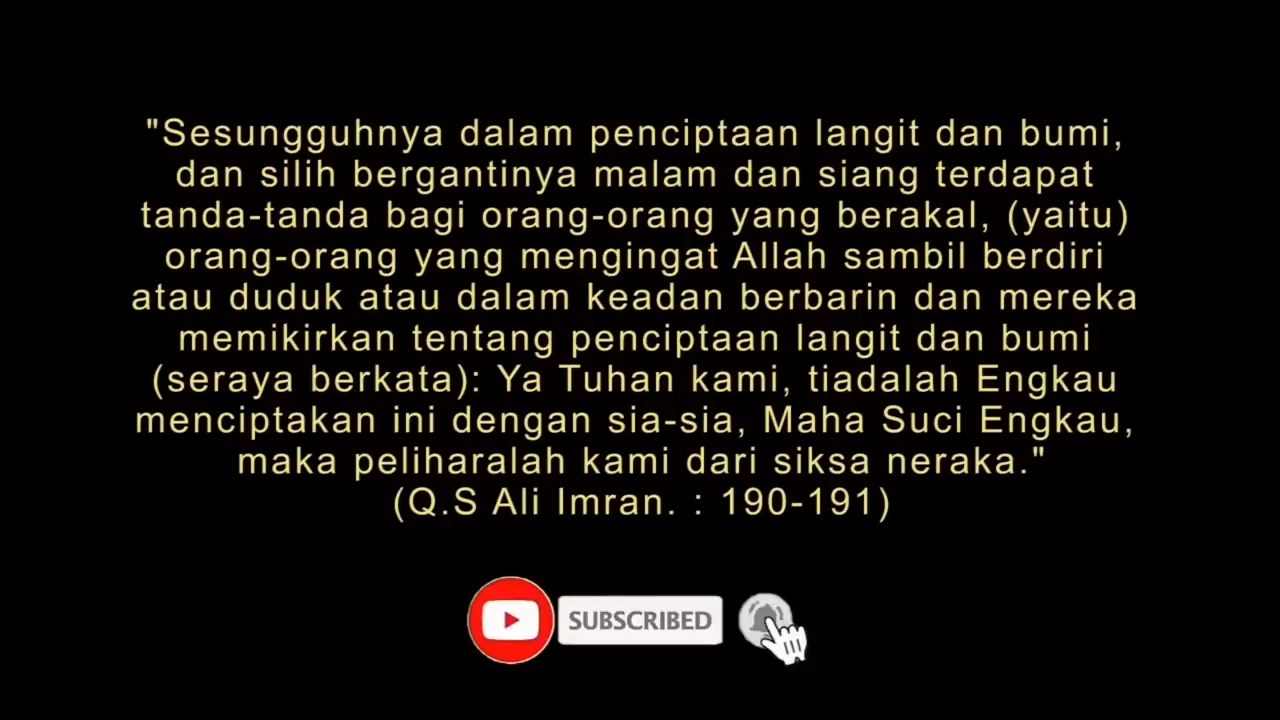 "Sesungguhnya dalam penciptaan langit dan bumi,
dan silih bergantinya malam dan siang terdapat
tanda-tanda bagi orang-orang yang berakal, (yaitu)
orang-orang yang mengingat Allah sambil berdiri
atau duduk atau dalam keadan berbarin dan mereka
memikirkan tentang penciptaan langit dan bumi
(seraya berkata): Ya Tuhan kami, tiadalah Engkau
menciptakan ini dengan sia-sia, Maha Suci Engkau,
maka peliharalah kami dari siksa neraka."
(Q.S Ali Imran. : 190-191)
SUBSCRIBED